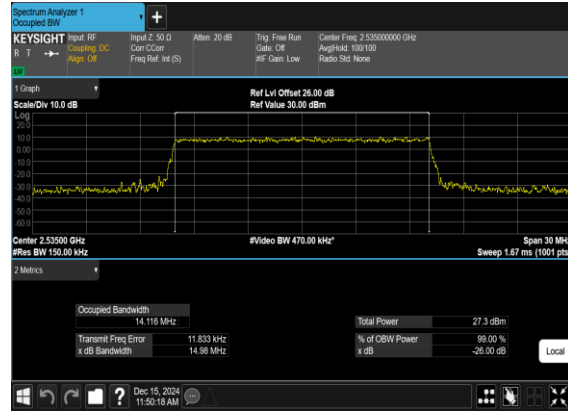 Spectrum Analyzer 1
Occupied BW
+
KEYSIGHT
R T
LM
Input: RF
Coupling: DC
Align: Off
Input Z: 50 Ω
Corr CCorr
Freq Ref: Int (S)
Atten: 20 dB
Trig: Free Run
Gate: Off
#IF Gain: Low
Center Freq: 2.535000000 GHz
Avg|Hold: 100/100
Radio Std: None
1 Graph
Scale/Div 10.0 dB
Ref Lvl Offset 26.00 dB
Ref Value 30.00 dBm
Log
20.0
10.0
0.00
-10.0
-20.0
-30.0
-40.0
-50.0
-60.0
Center 2.53500 GHz
#Res BW 150.00 kHz
#Video BW 470.00 kHz*
Span 30 MHz
Sweep 1.67 ms (1001 pts)
2 Metrics
Occupied Bandwidth
14.116 MHz
Transmit Freq Error 11.833 kHz
x dB Bandwidth 14.98 MHz
Total Power 27.3 dBm
% of OBW Power 99.00 %
x dB -26.00 dB
Local
?
Dec 15, 2024
11:50:18 AM